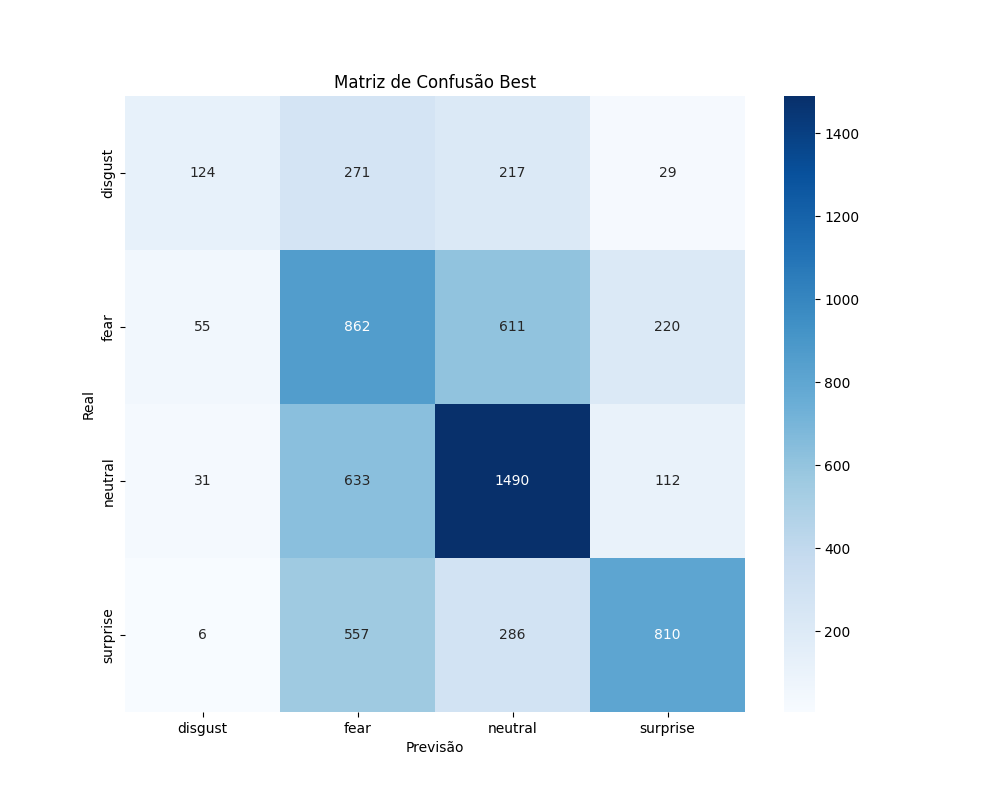 Matriz de Confusão Best
disgust 124 271 217 29
fear 55 862 611 220
neutral 31 633 1490 112
surprise 6 557 286 810
disgust fear neutral surprise
Real
Previsão
1400
1200
1000
800
600
400
200